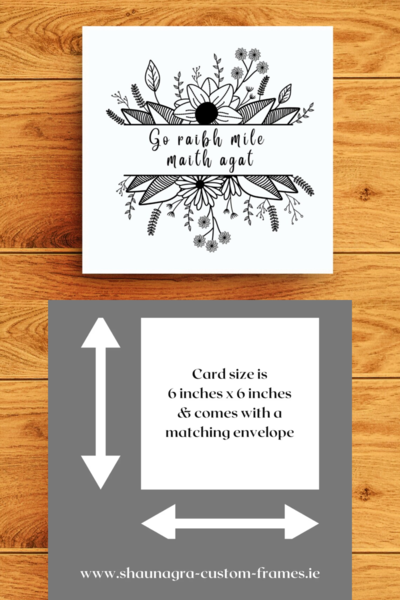 Go raibh mile
maith agat
Card size is
6 inches x 6 inches
& comes with a
matching envelope
www.shaunagra-custom-frames.ie